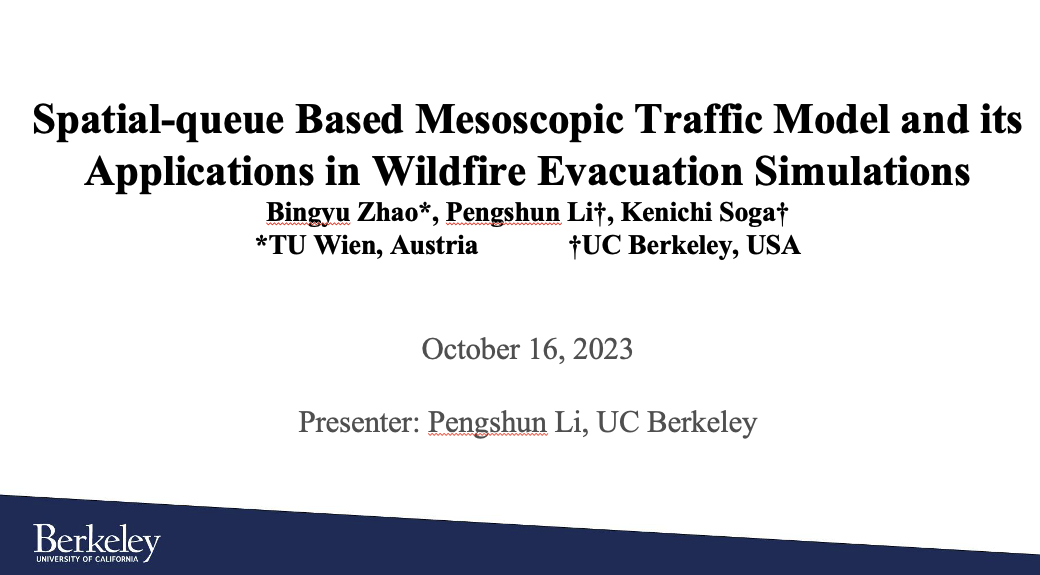 Spatial-queue Based Mesoscopic Traffic Model and its
Applications in Wildfire Evacuation Simulations
Bingyu Zhao*, Pengshun Li†, Kenichi Soga†
*TU Wien, Austria †UC Berkeley, USA
October 16, 2023
Presenter: Pengshun Li, UC Berkeley
Berkeley
UNIVERSITY OF CALIFORNIA